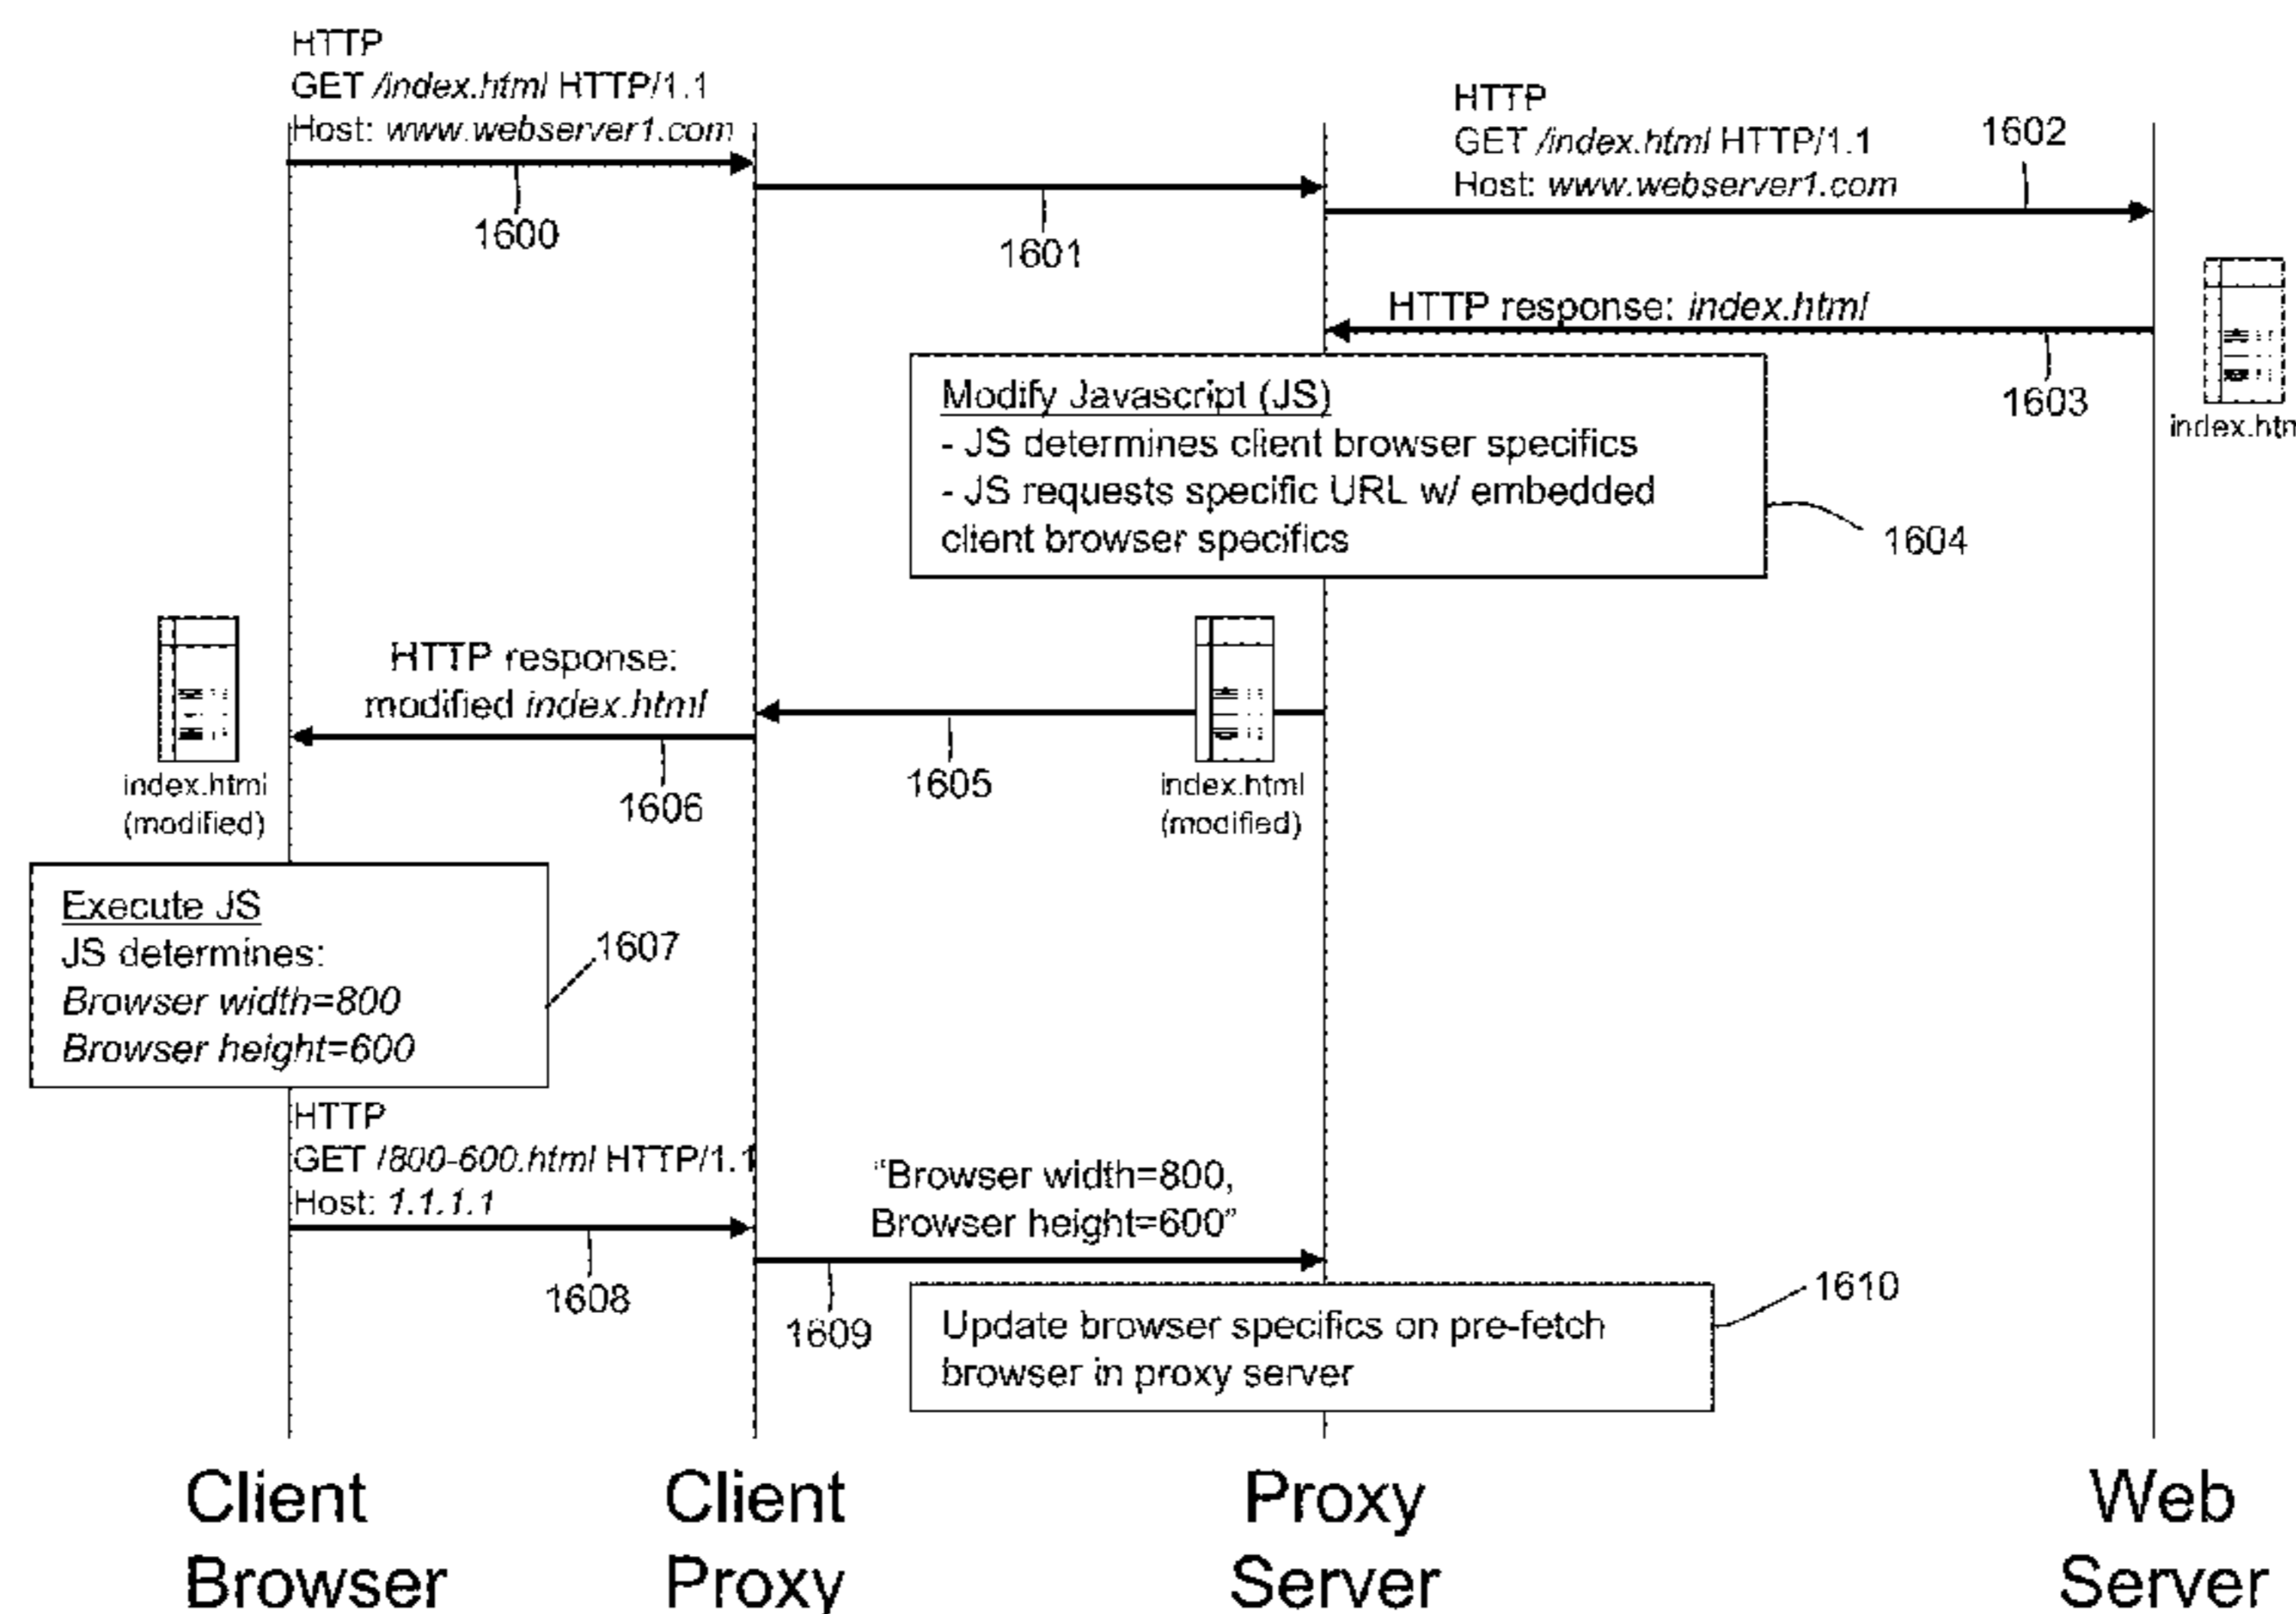 HTTP
GET /index.html HTTP/1.1
Host: www.webserver1.com
1600
1601
HTTP
GET /index.html HTTP/1.1
Host: www.webserver1.com
1602
HTTP response: index.html
1603
index.htm
Modify Javascript (JS)
- JS determines client browser specifics
- JS requests specific URL w/ embedded
client browser specifics
1604
HTTP response:
modified index.html
index.html
(modified)
1606
1605
index.html
(modified)
Execute JS
JS determines:
Browser width=800
Browser height=600
1607
HTTP
GET /800-600.html HTTP/1.1
Host: 1.1.1.1
1608
"Browser width=800,
Browser height=600"
1609
Update browser specifics on pre-fetch
browser in proxy server
1610
Client
Browser
Client
Proxy
Proxy
Server
Web
Server